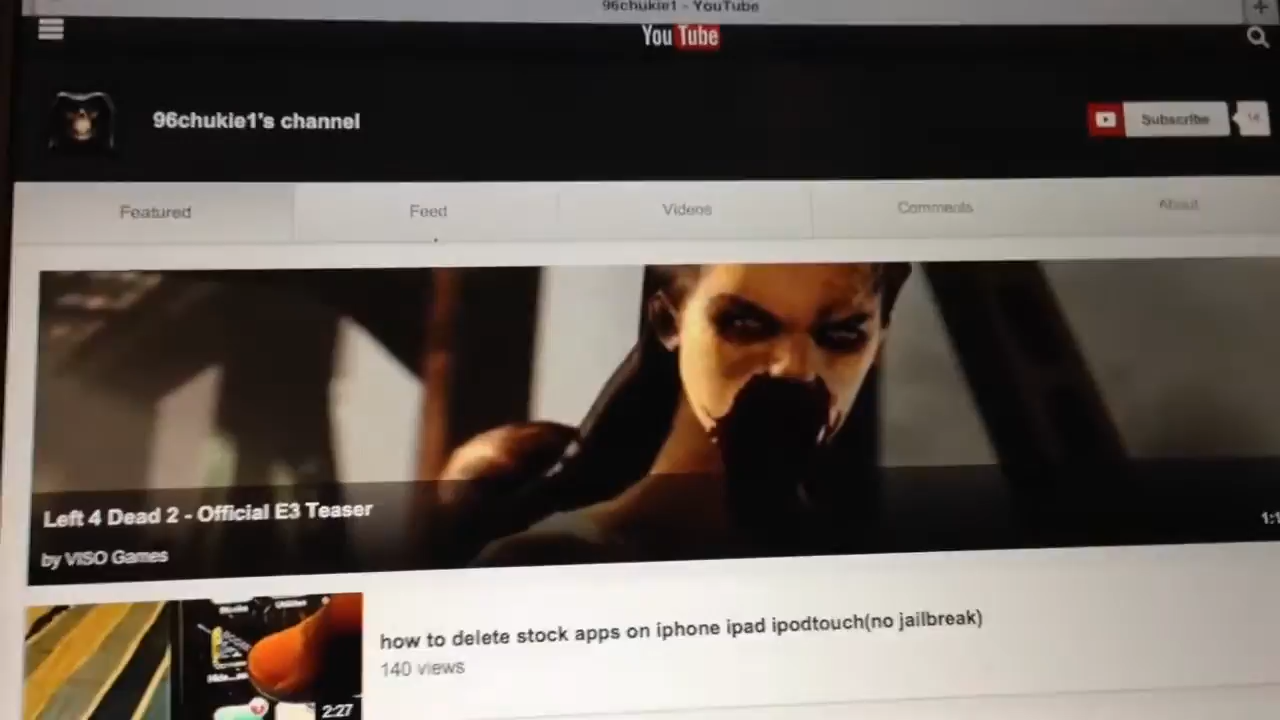 96chukie1 - YouTube
YouTube
96chukie1's channel
Subscribe
14
Featured
Feed
Videos
Comments
About
Left 4 Dead 2 - Official E3 Teaser
by VISO Games
how to delete stock apps on iphone ipad ipodtouch(no jailbreak)
140 views
2:27